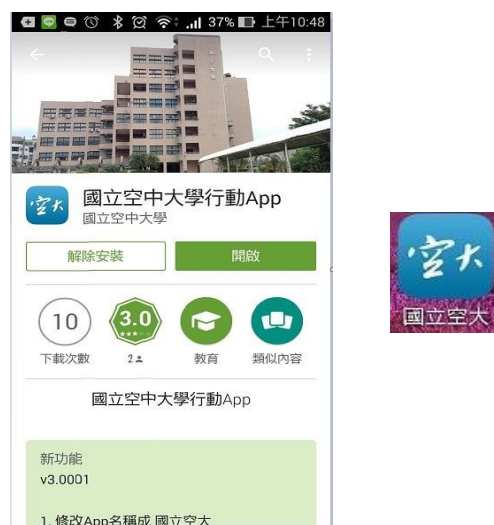 37% 上午10:48
空大
國立空中大學行動App
國立空中大學
解除安裝
開啟
10
3.0
下載次數
2
教育
類似內容
國立空中大學行動App
新功能
v3.0001
1. 修改App名稱成 國立空大
空大
國立空大